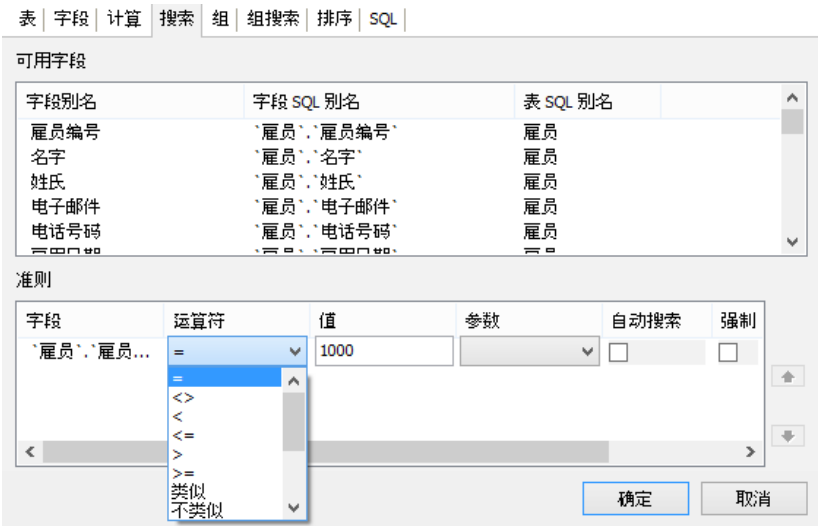 表 字段 计算 搜索 组 组搜索 排序 SQL
可用字段
字段别名 字段 SQL 别名 表 SQL 别名
雇员编号 `雇员`.`雇员编号` 雇员
名字 `雇员`.`名字` 雇员
姓氏 `雇员`.`姓氏` 雇员
电子邮件 `雇员`.`电子邮件` 雇员
电话号码 `雇员`.`电话号码` 雇员
准则
字段 运算符 值 参数 自动搜索 强制
`雇员`.`雇员... = 1000
=
<>
<
<=
>
>=
类似
不类似
确定 取消